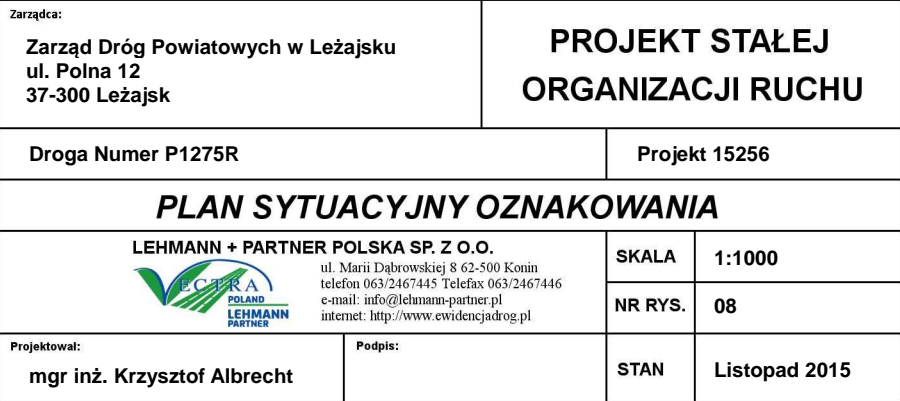 Zarządca:
Zarząd Dróg Powiatowych w Leżajsku
ul. Polna 12
37-300 Leżajsk
PROJEKT STAŁEJ
ORGANIZACJI RUCHU
Droga Numer P1275R
Projekt 15256
PLAN SYTUACYJNY OZNAKOWANIA
LEHMANN + PARTNER POLSKA SP. Z O.O.
VECTRA
POLAND
LEHMANN
PARTNER
ul. Marii Dąbrowskiej 8 62-500 Konin
telefon 063/2467445 Telefax 063/2467446
e-mail: info@lehmann-partner.pl
internet: http://www.ewidencjadrog.pl
SKALA
1:1000
NR RYS.
08
Projektował:
mgr inż. Krzysztof Albrecht
Podpis:
STAN
Listopad 2015